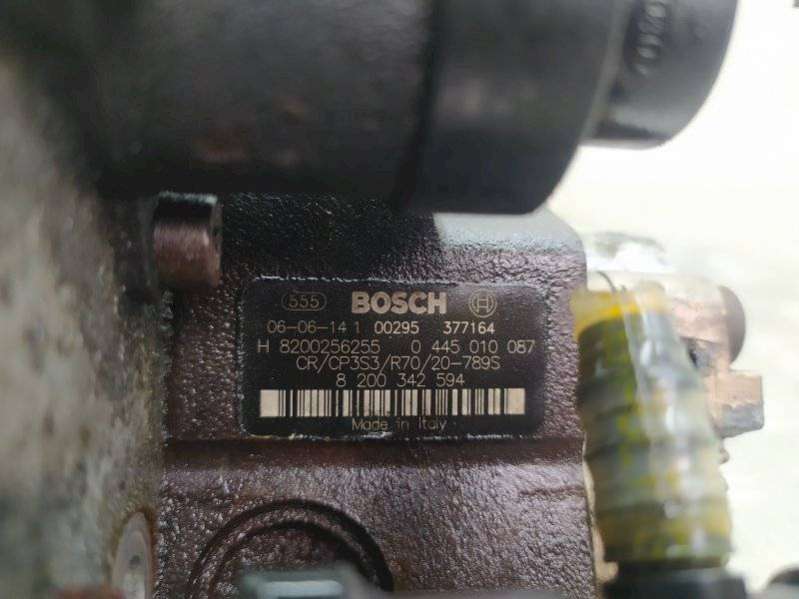 555 BOSCH
06-06-14 1 00295 377164
H 8200256255 0 445 010 087
CR/CP3S3/R70/20-789S
8 200 342 594
Made in Italy